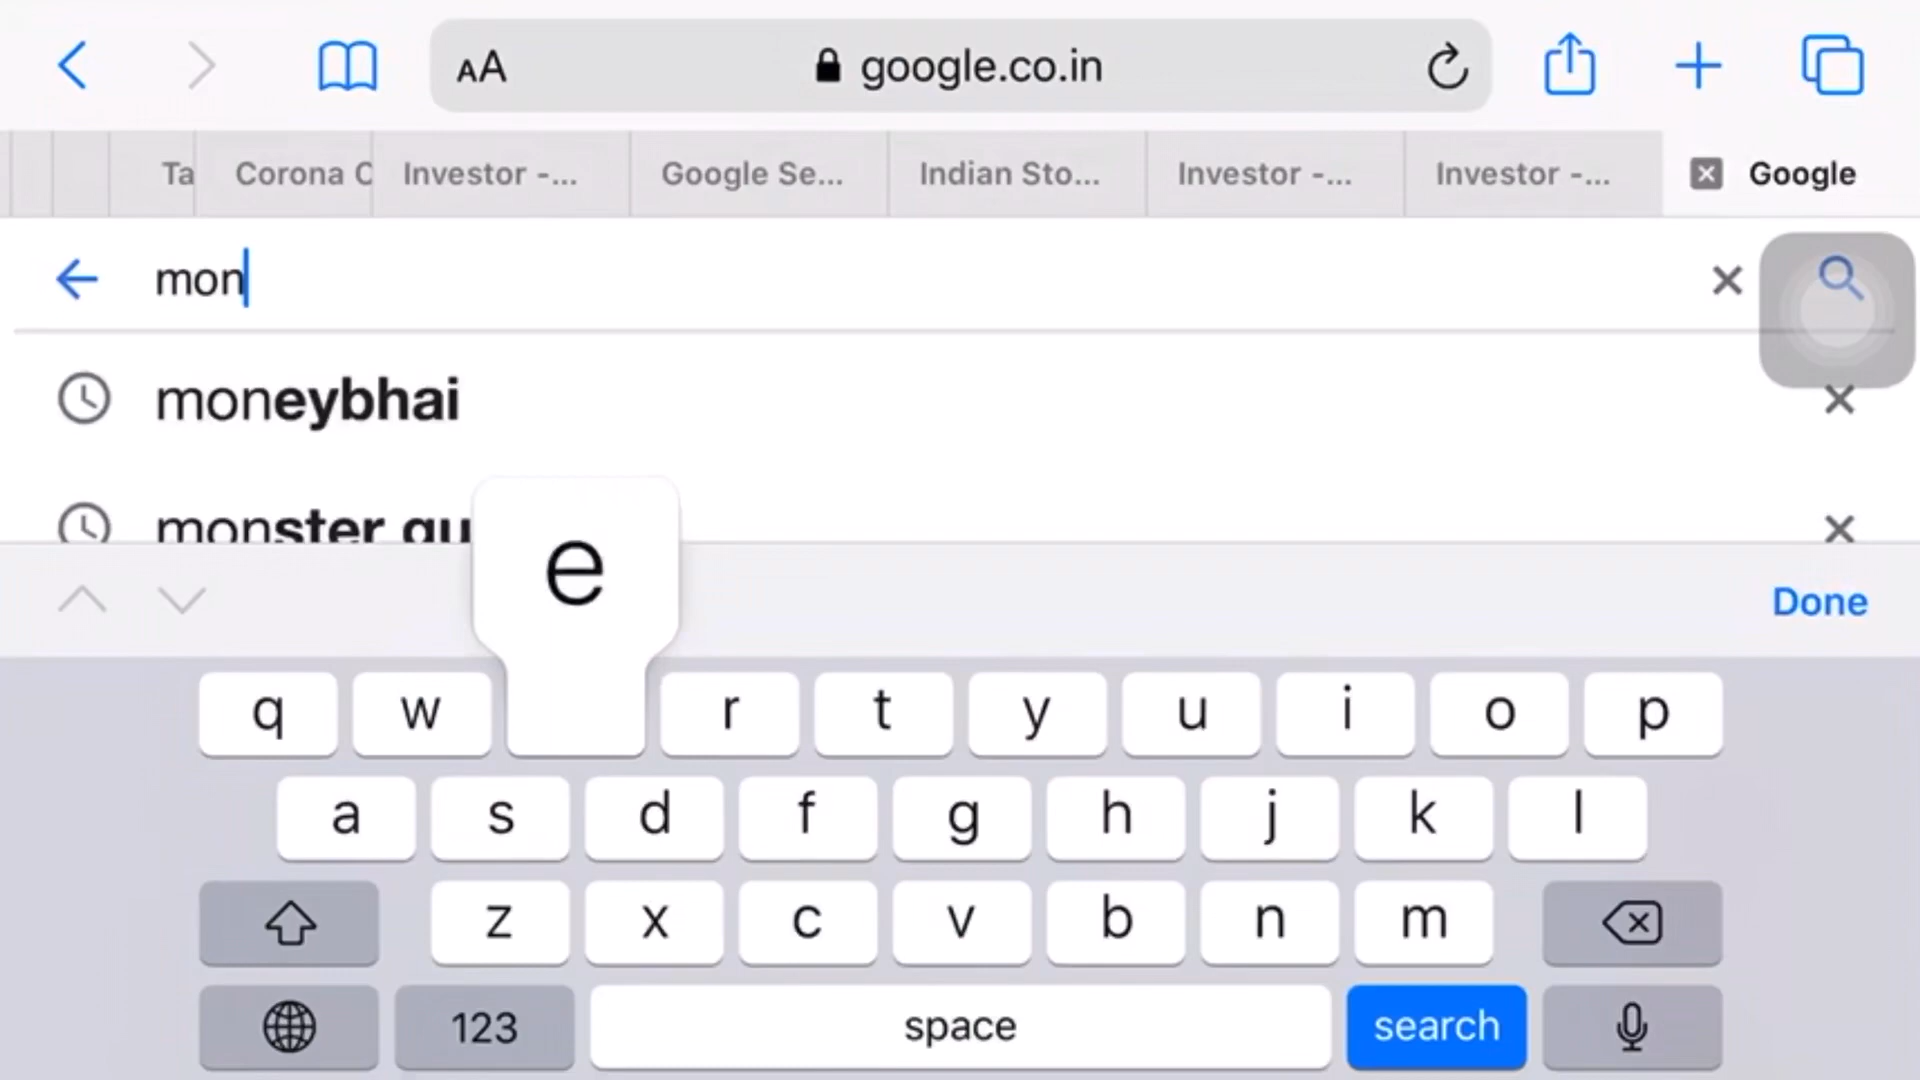 AA google.co.in
Ta Corona C Investor -... Google Se... Indian Sto... Investor -... Investor -... Google
mon
moneybhai
monster
e
Done
q w r t y u i o p
a s d f g h j k l
z x c v b n m
123 space search